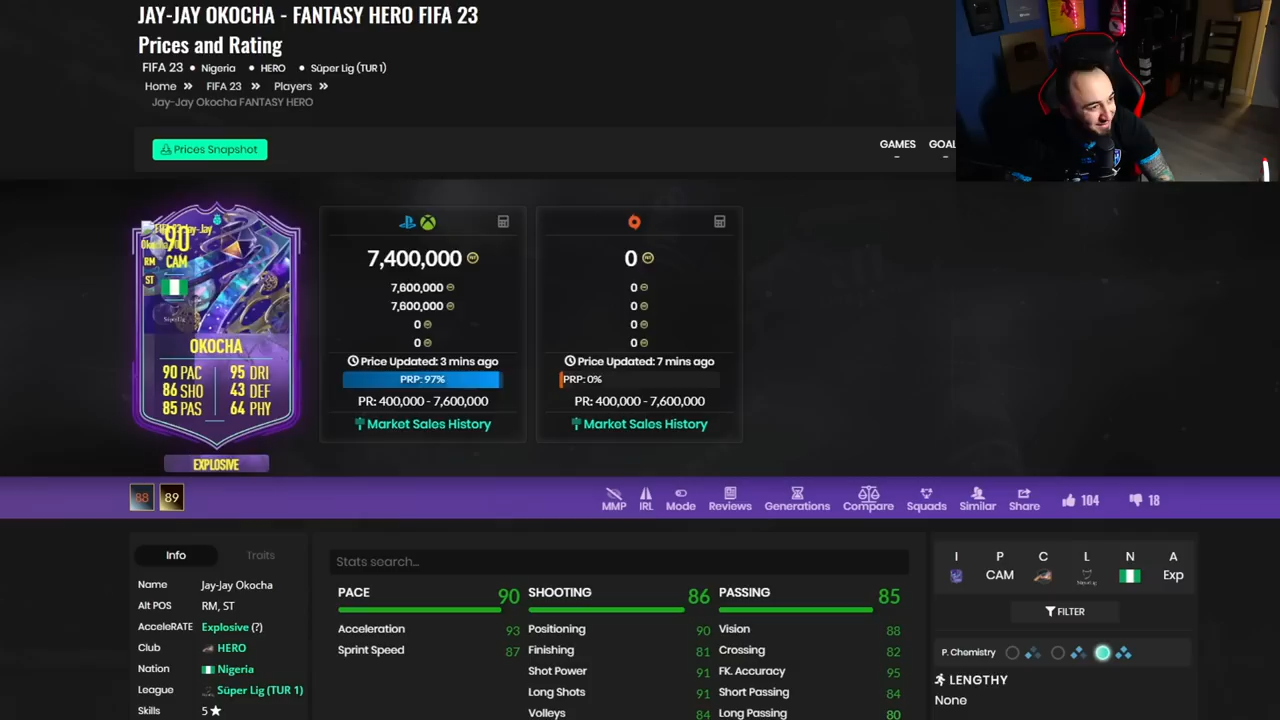 JAY-JAY OKOCHA - FANTASY HERO FIFA 23
Prices and Rating
FIFA 23 • Nigeria • HERO • Süper Lig (TUR 1)
Home » FIFA 23 » Players »
Jay-Jay Okocha FANTASY HERO
Prices Snapshot
GAMES GOAL
- -
90
RM CAM
ST
OKOCHA
90 PAC 95 DRI
86 SHO 43 DEF
85 PAS 64 PHY
EXPLOSIVE
7,400,000
7,600,000
7,600,000
0
0
Price Updated: 3 mins ago
PRP: 97%
PR: 400,000 - 7,600,000
Market Sales History
0
0
0
0
0
Price Updated: 7 mins ago
PRP: 0%
PR: 400,000 - 7,600,000
Market Sales History
88 89
MMP IRL Mode Reviews Generations Compare Squads Similar Share 104 18
Info Traits
Name Jay-Jay Okocha
Alt POS RM, ST
AcceleRATE Explosive (?)
Club HERO
Nation Nigeria
League Süper Lig (TUR 1)
Skills 5★
Stats search...
PACE 90
Acceleration 93
Sprint Speed 87
SHOOTING 86
Positioning 90
Finishing 81
Shot Power 91
Long Shots 91
Volleys 84
PASSING 85
Vision 88
Crossing 82
FK. Accuracy 95
Short Passing 84
Long Passing 80
I P C L N A
CAM Exp
FILTER
P. Chemistry
LENGTHY
None